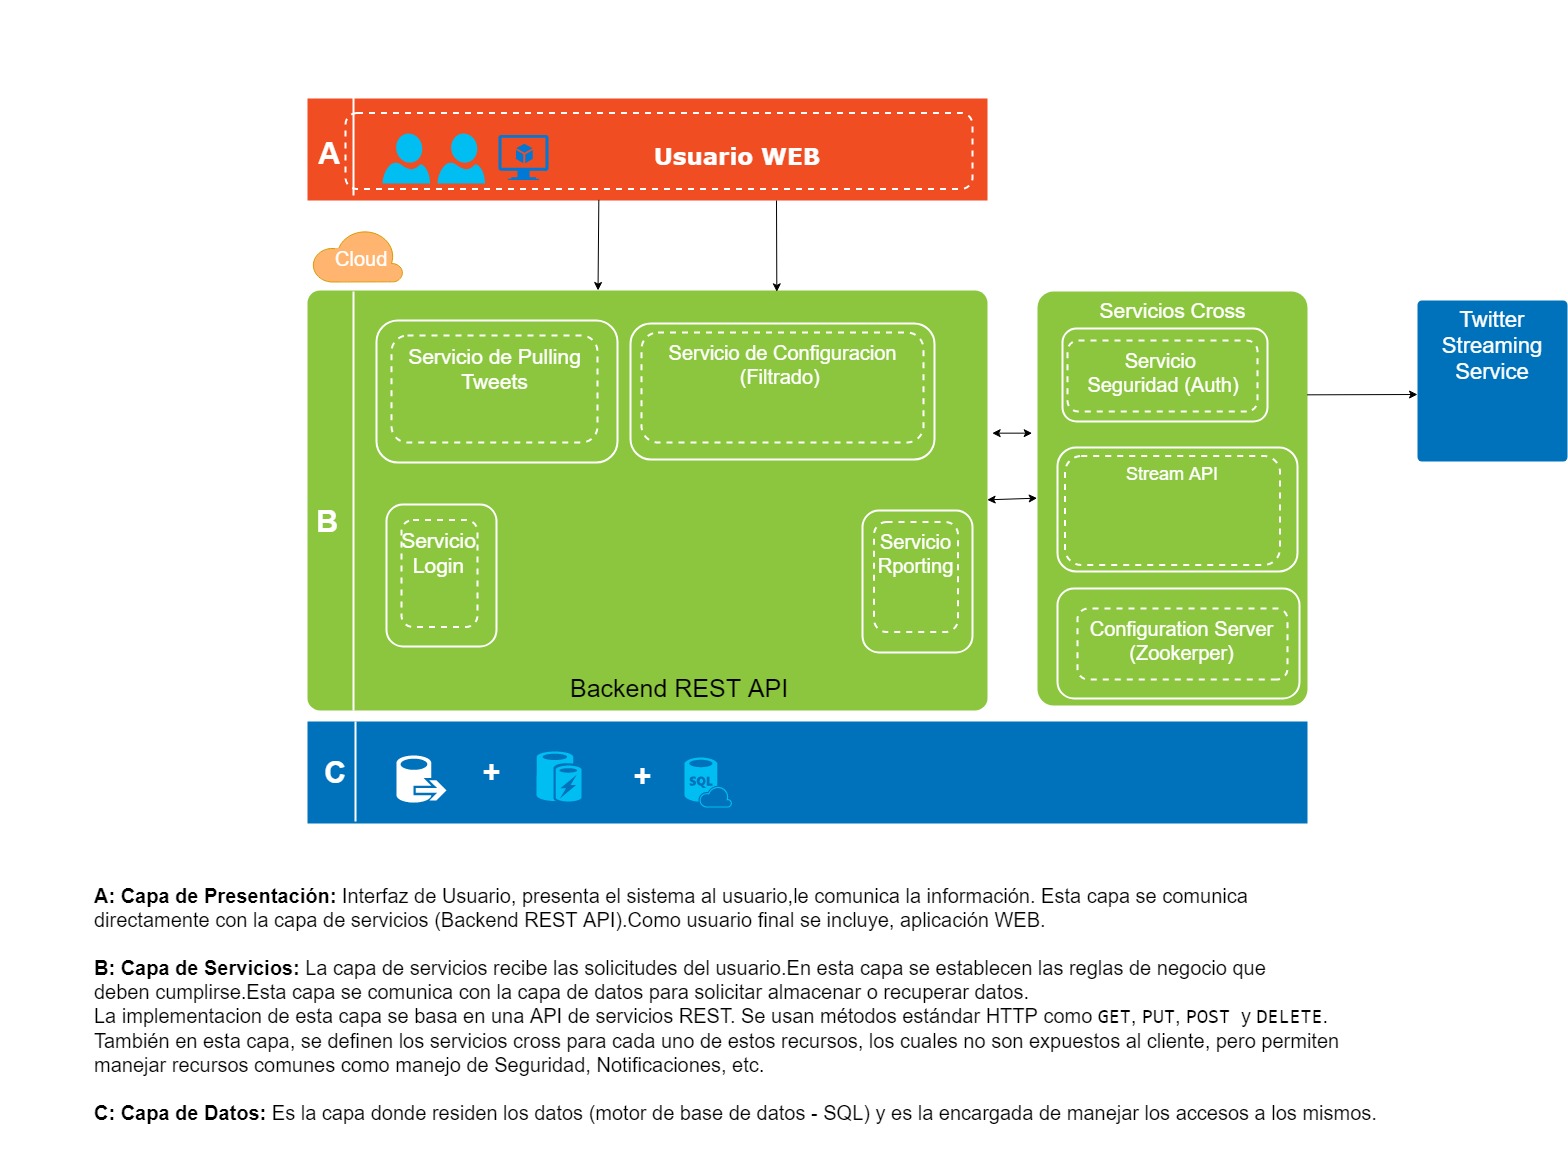 A
Usuario WEB
Cloud
B
Servicio de Pulling
Tweets
Servicio de Configuracion
(Filtrado)
Servicio
Login
Servicio
Rporting
Backend REST API
Servicios Cross
Servicio
Seguridad (Auth)
Stream API
Configuration Server
(Zookerper)
Twitter
Streaming
Service
C
+
+
SQL
A: Capa de Presentación: Interfaz de Usuario, presenta el sistema al usuario,le comunica la información. Esta capa se comunica
directamente con la capa de servicios (Backend REST API).Como usuario final se incluye, aplicación WEB.
B: Capa de Servicios: La capa de servicios recibe las solicitudes del usuario.En esta capa se establecen las reglas de negocio que
deben cumplirse.Esta capa se comunica con la capa de datos para solicitar almacenar o recuperar datos.
La implementacion de esta capa se basa en una API de servicios REST. Se usan métodos estándar HTTP como GET, PUT, POST y DELETE.
También en esta capa, se definen los servicios cross para cada uno de estos recursos, los cuales no son expuestos al cliente, pero permiten
manejar recursos comunes como manejo de Seguridad, Notificaciones, etc.
C: Capa de Datos: Es la capa donde residen los datos (motor de base de datos - SQL) y es la encargada de manejar los accesos a los mismos.